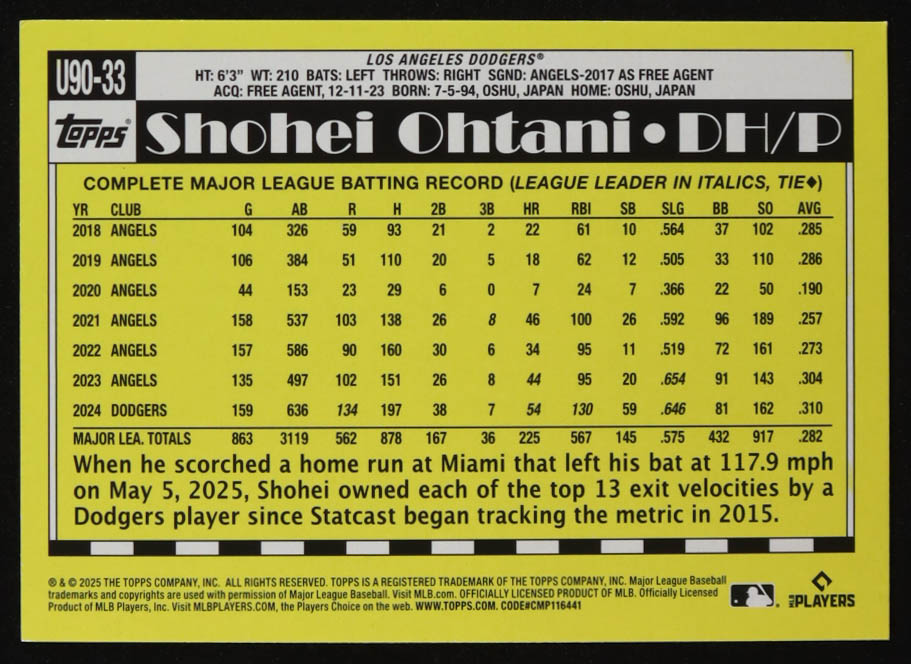 U90-33
LOS ANGELES DODGERS®
HT: 6'3" WT: 210 BATS: LEFT THROWS: RIGHT SGND: ANGELS-2017 AS FREE AGENT
ACQ: FREE AGENT, 12-11-23 BORN: 7-5-94, OSHU, JAPAN HOME: OSHU, JAPAN
topps® Shohei Ohtani • DH/P
COMPLETE MAJOR LEAGUE BATTING RECORD (LEAGUE LEADER IN ITALICS, TIE◆)
YR CLUB G AB R H 2B 3B HR RBI SB SLG BB SO AVG
2018 ANGELS 104 326 59 93 21 2 22 61 10 .564 37 102 .285
2019 ANGELS 106 384 51 110 20 5 18 62 12 .505 33 110 .286
2020 ANGELS 44 153 23 29 6 0 7 24 7 .366 22 50 .190
2021 ANGELS 158 537 103 138 26 8 46 100 26 .592 96 189 .257
2022 ANGELS 157 586 90 160 30 6 34 95 11 .519 72 161 .273
2023 ANGELS 135 497 102 151 26 8 44 95 20 .654 91 143 .304
2024 DODGERS 159 636 134 197 38 7 54 130 59 .646 81 162 .310
MAJOR LEA. TOTALS 863 3119 562 878 167 36 225 567 145 .575 432 917 .282
When he scorched a home run at Miami that left his bat at 117.9 mph
on May 5, 2025, Shohei owned each of the top 13 exit velocities by a
Dodgers player since Statcast began tracking the metric in 2015.
® & © 2025 THE TOPPS COMPANY, INC. ALL RIGHTS RESERVED. TOPPS IS A REGISTERED TRADEMARK OF THE TOPPS COMPANY, INC. Major League Baseball
trademarks and copyrights are used with permission of Major League Baseball. Visit MLB.com. OFFICIALLY LICENSED PRODUCT OF MLB. Officially Licensed
Product of MLB Players, Inc. Visit MLBPLAYERS.COM, the Players Choice on the web. WWW.TOPPS.COM. CODE#CMP116441
MLB PLAYERS